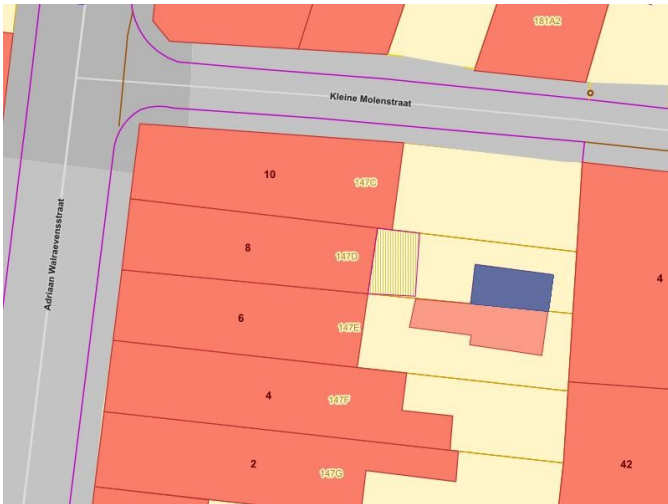 181A2
Kleine Molenstraat
10
147C
Adriaan Walraevensstraat
8
147D
4
6
147E
4
147F
2
147G
42